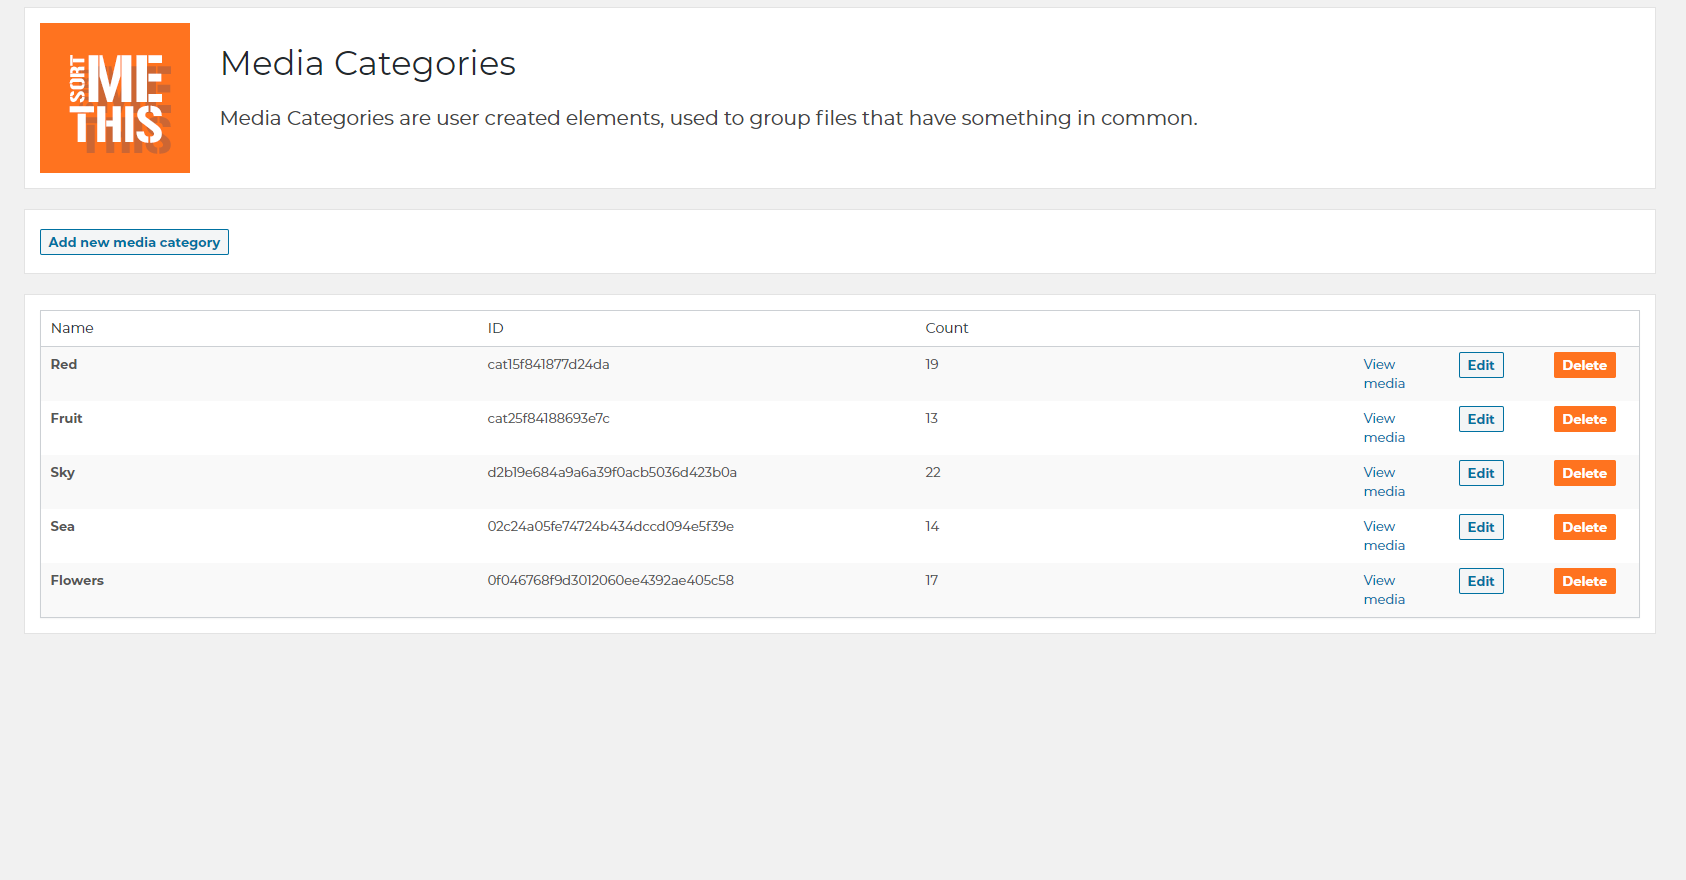 SORT ME THIS
Media Categories
Media Categories are user created elements, used to group files that have something in common.
Add new media category
Name ID Count
Red cat15f841877d24da 19 View media Edit Delete
Fruit cat25f84188693e7c 13 View media Edit Delete
Sky d2b19e684a9a6a39f0acb5036d423b0a 22 View media Edit Delete
Sea 02c24a05fe74724b434dccd094e5f39e 14 View media Edit Delete
Flowers 0f046768f9d3012060ee4392ae405c58 17 View media Edit Delete